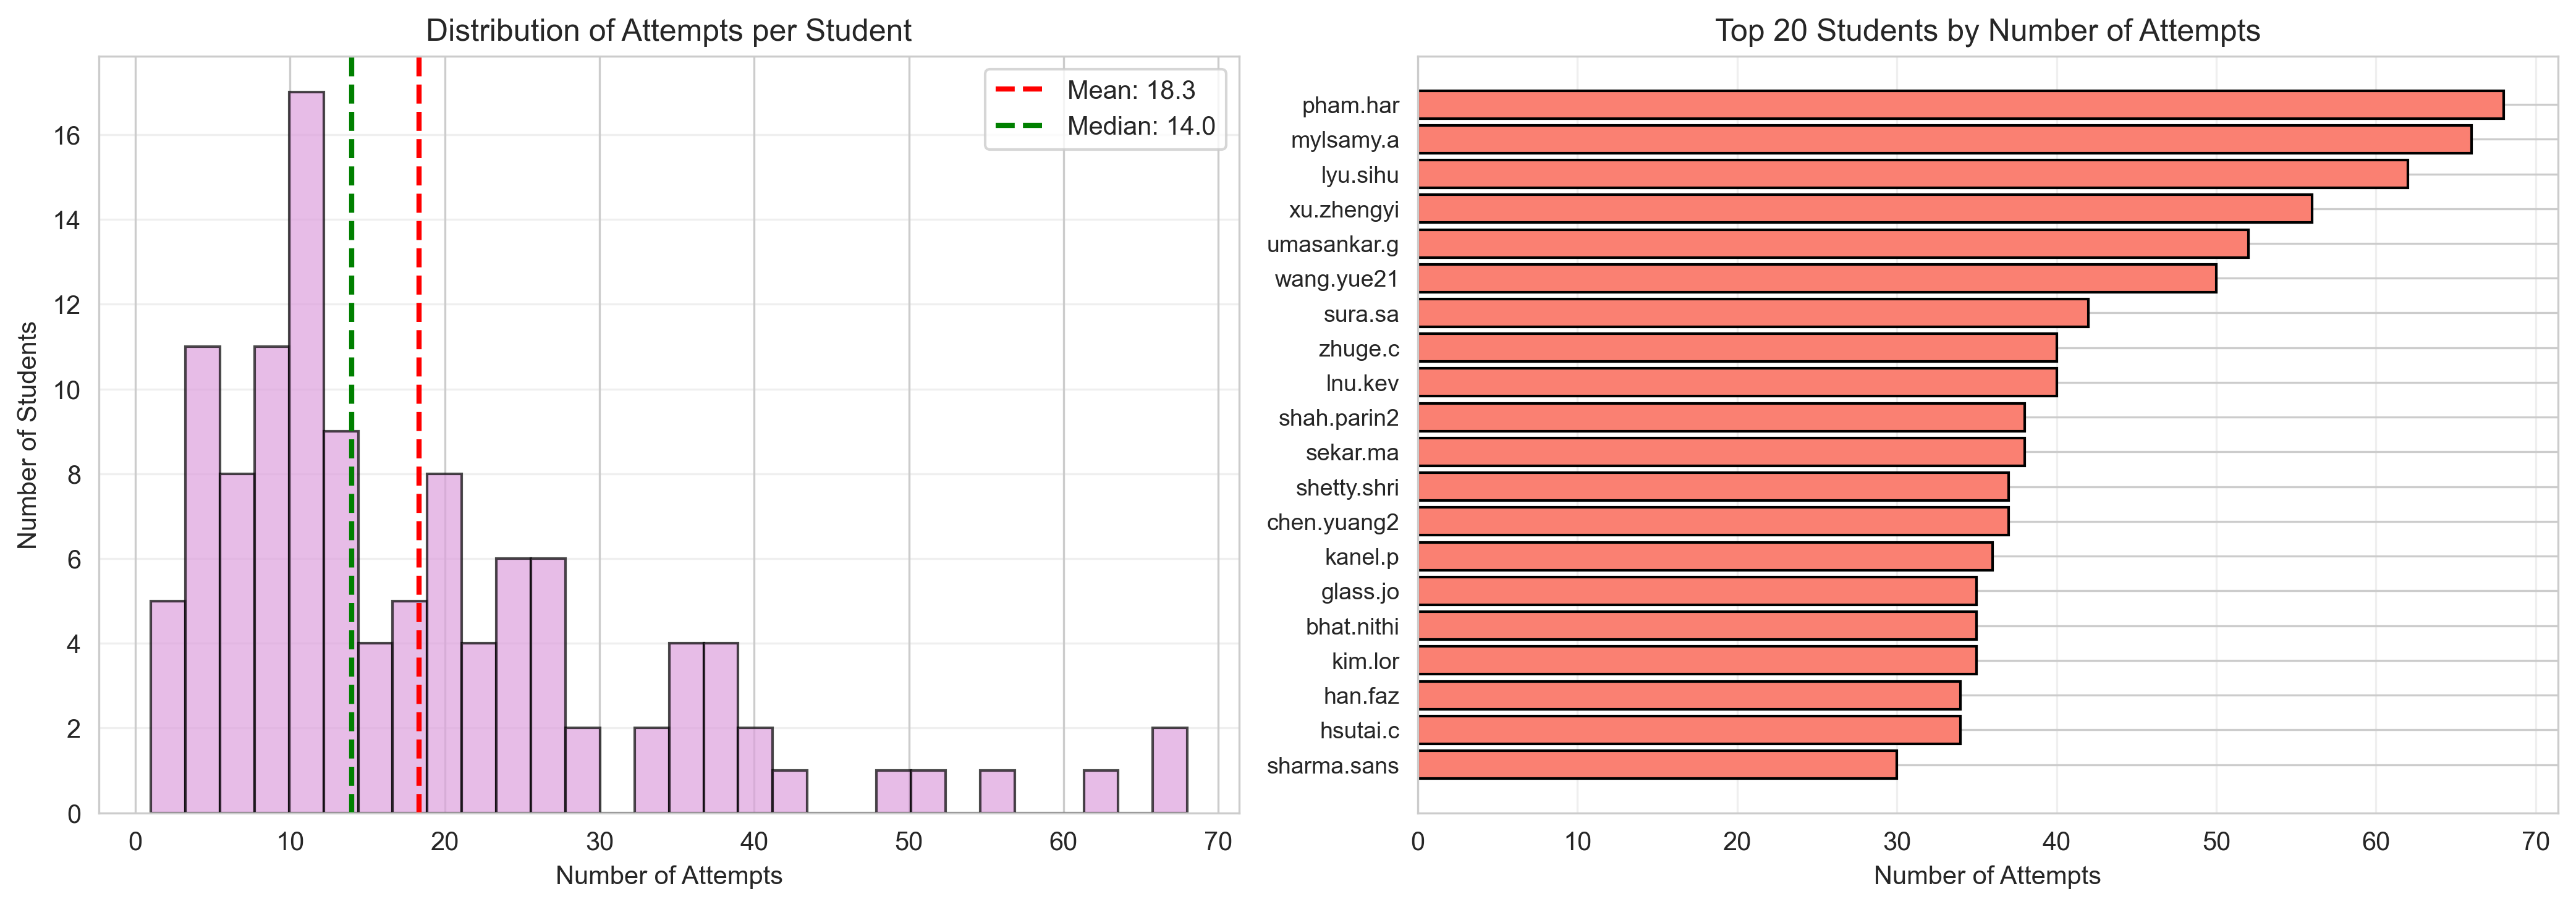 Distribution of Attempts per Student
Mean: 18.3
Median: 14.0
Number of Students
16
14
12
10
8
6
4
2
0
0 10 20 30 40 50 60 70
Number of Attempts
Top 20 Students by Number of Attempts
pham.har
mylsamy.a
lyu.sihu
xu.zhengyi
umasankar.g
wang.yue21
sura.sa
zhuge.c
lnu.kev
shah.parin2
sekar.ma
shetty.shri
chen.yuang2
kanel.p
glass.jo
bhat.nithi
kim.lor
han.faz
hsutai.c
sharma.sans
0 10 20 30 40 50 60 70
Number of Attempts